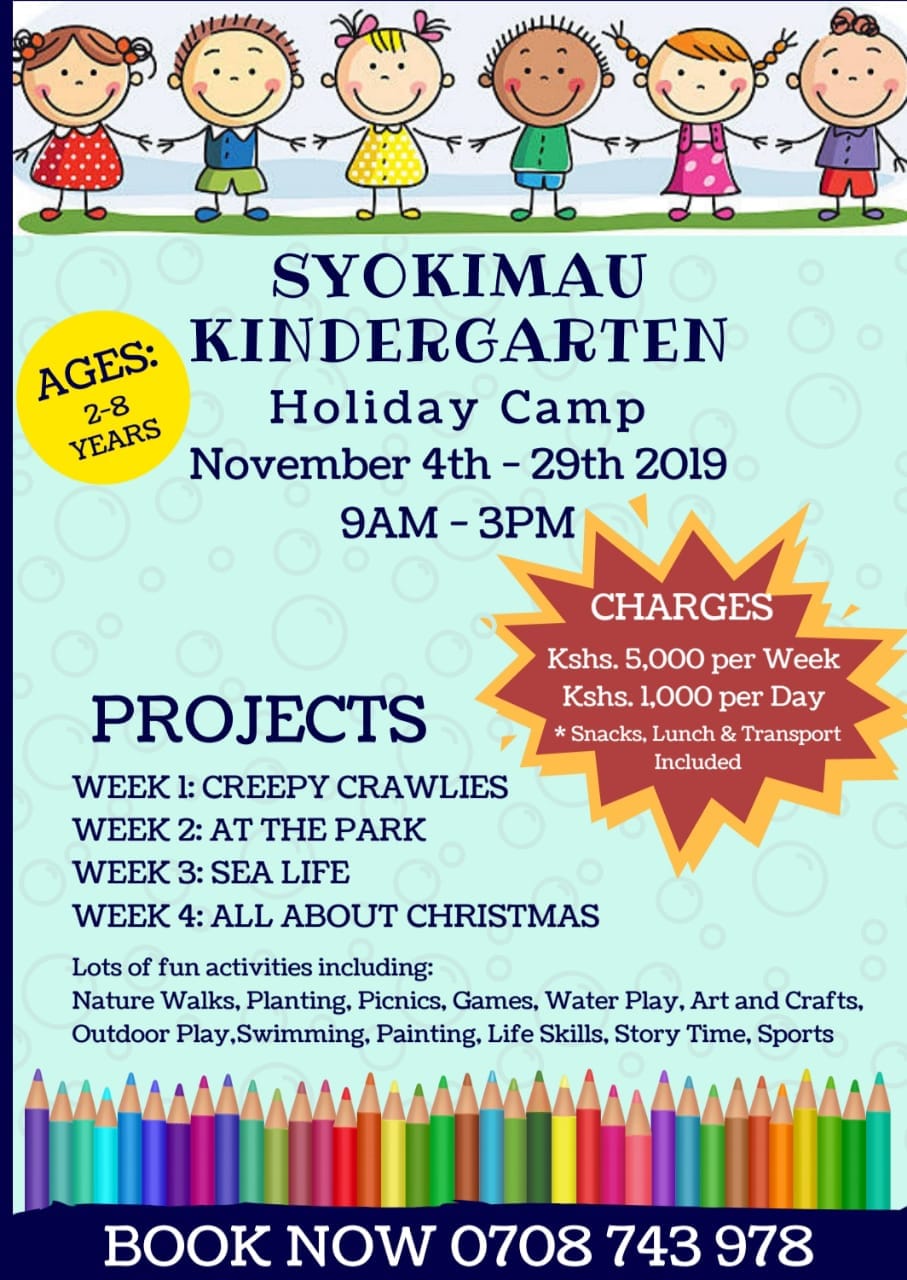 SYOKIMAU
KINDERGARTEN
Holiday Camp
November 4th - 29th 2019
9AM - 3PM
AGES:
2-8
YEARS
CHARGES
Kshs. 5,000 per Week
Kshs. 1,000 per Day
* Snacks, Lunch & Transport
Included
PROJECTS
WEEK 1: CREEPY CRAWLIES
WEEK 2: AT THE PARK
WEEK 3: SEA LIFE
WEEK 4: ALL ABOUT CHRISTMAS
Lots of fun activities including:
Nature Walks, Planting, Picnics, Games, Water Play, Art and Crafts,
Outdoor Play,Swimming, Painting, Life Skills, Story Time, Sports
BOOK NOW 0708 743 978